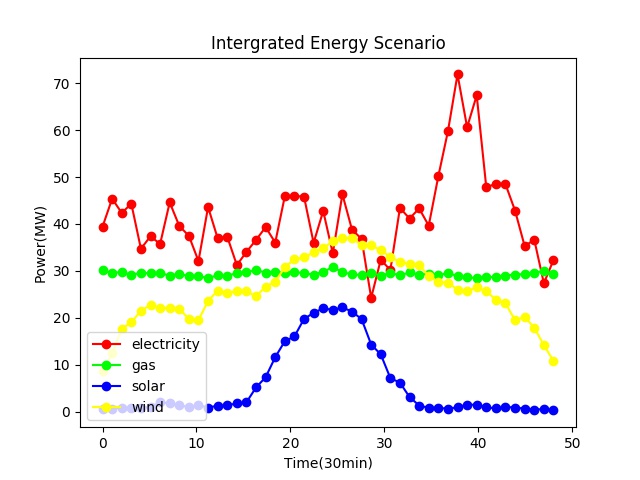 Intergrated Energy Scenario
Power(MW)
70
60
50
40
30
20
10
0
electricity
gas
solar
wind
0 10 20 30 40 50
Time(30min)